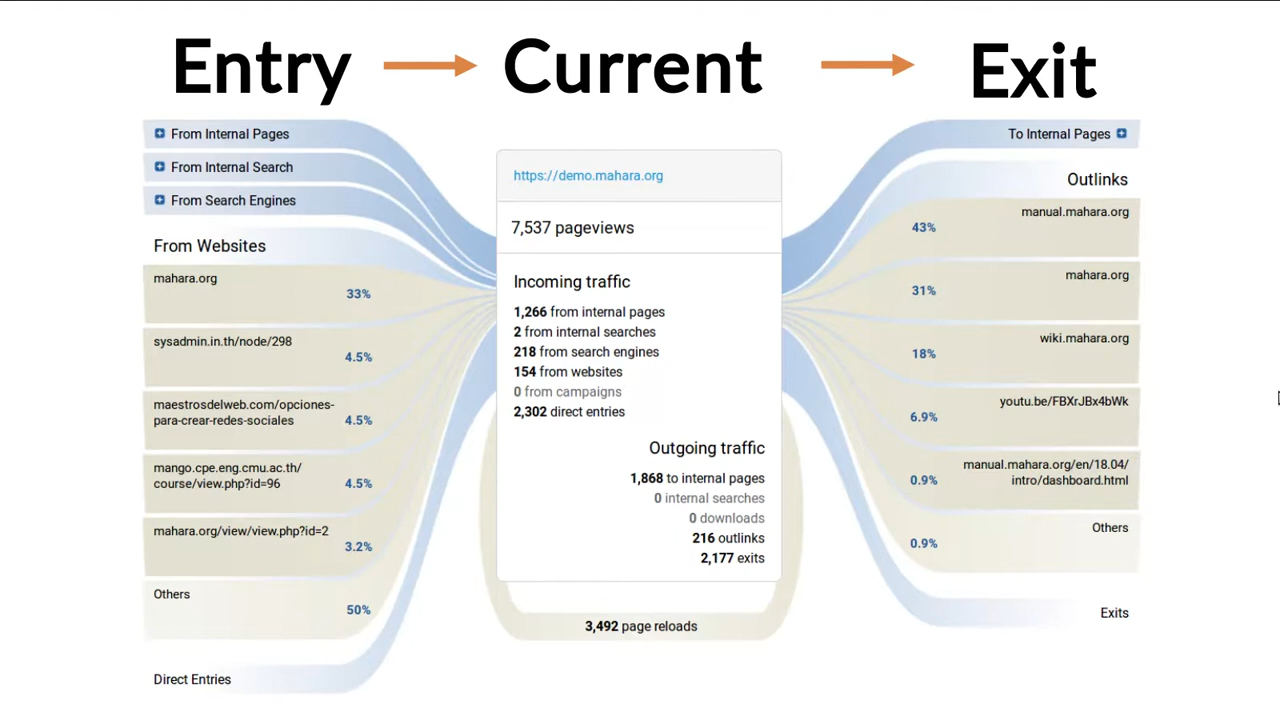 Entry
Current
Exit
From Internal Pages
From Internal Search
From Search Engines
From Websites
mahara.org
33%
sysadmin.in.th/node/298
4.5%
maestrosdelweb.com/opciones-
para-crear-redes-sociales
4.5%
mango.cpe.eng.cmu.ac.th/
course/view.php?id=96
4.5%
mahara.org/view/view.php?id=2
3.2%
Others
50%
Direct Entries
https://demo.mahara.org
7,537 pageviews
Incoming traffic
1,266 from internal pages
2 from internal searches
218 from search engines
154 from websites
0 from campaigns
2,302 direct entries
Outgoing traffic
1,868 to internal pages
0 internal searches
0 downloads
216 outlinks
2,177 exits
3,492 page reloads
To Internal Pages
Outlinks
manual.mahara.org
43%
mahara.org
31%
wiki.mahara.org
18%
youtu.be/FBXrJBx4bWk
6.9%
manual.mahara.org/en/18.04/
intro/dashboard.html
0.9%
Others
0.9%
Exits